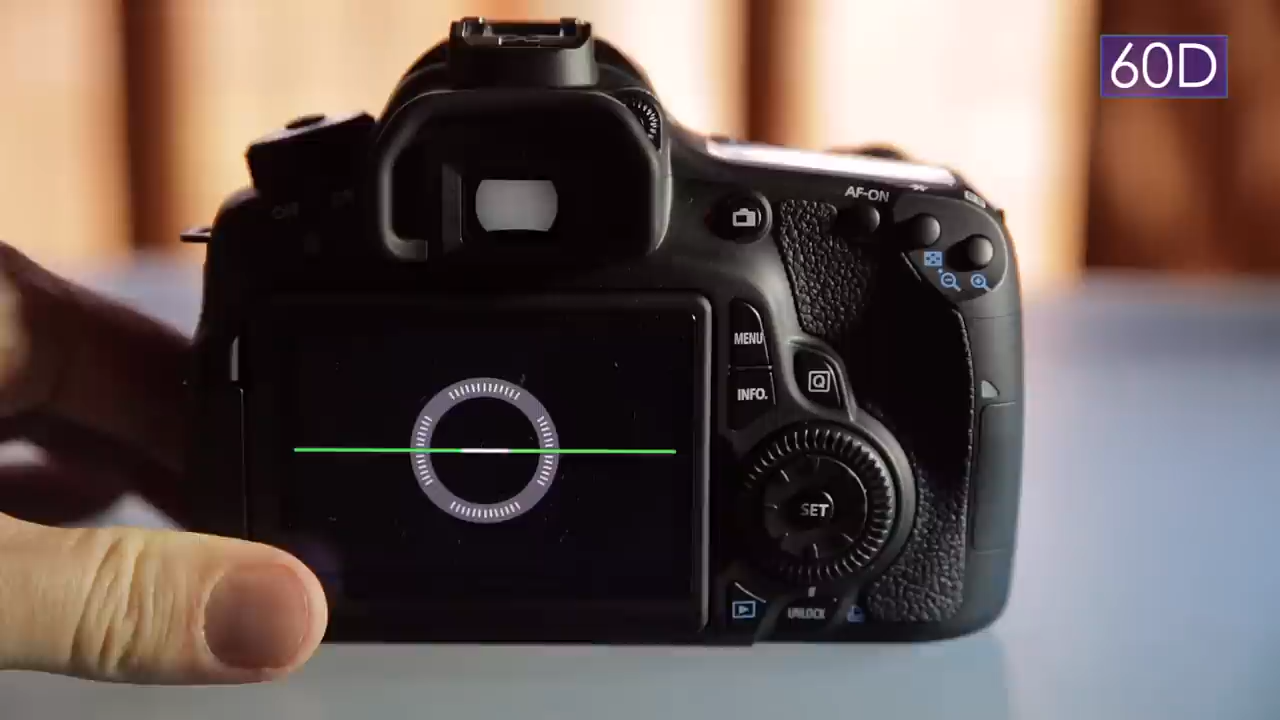 60D
AF-ON
MENU
INFO.
Q
SET
UNLOCK